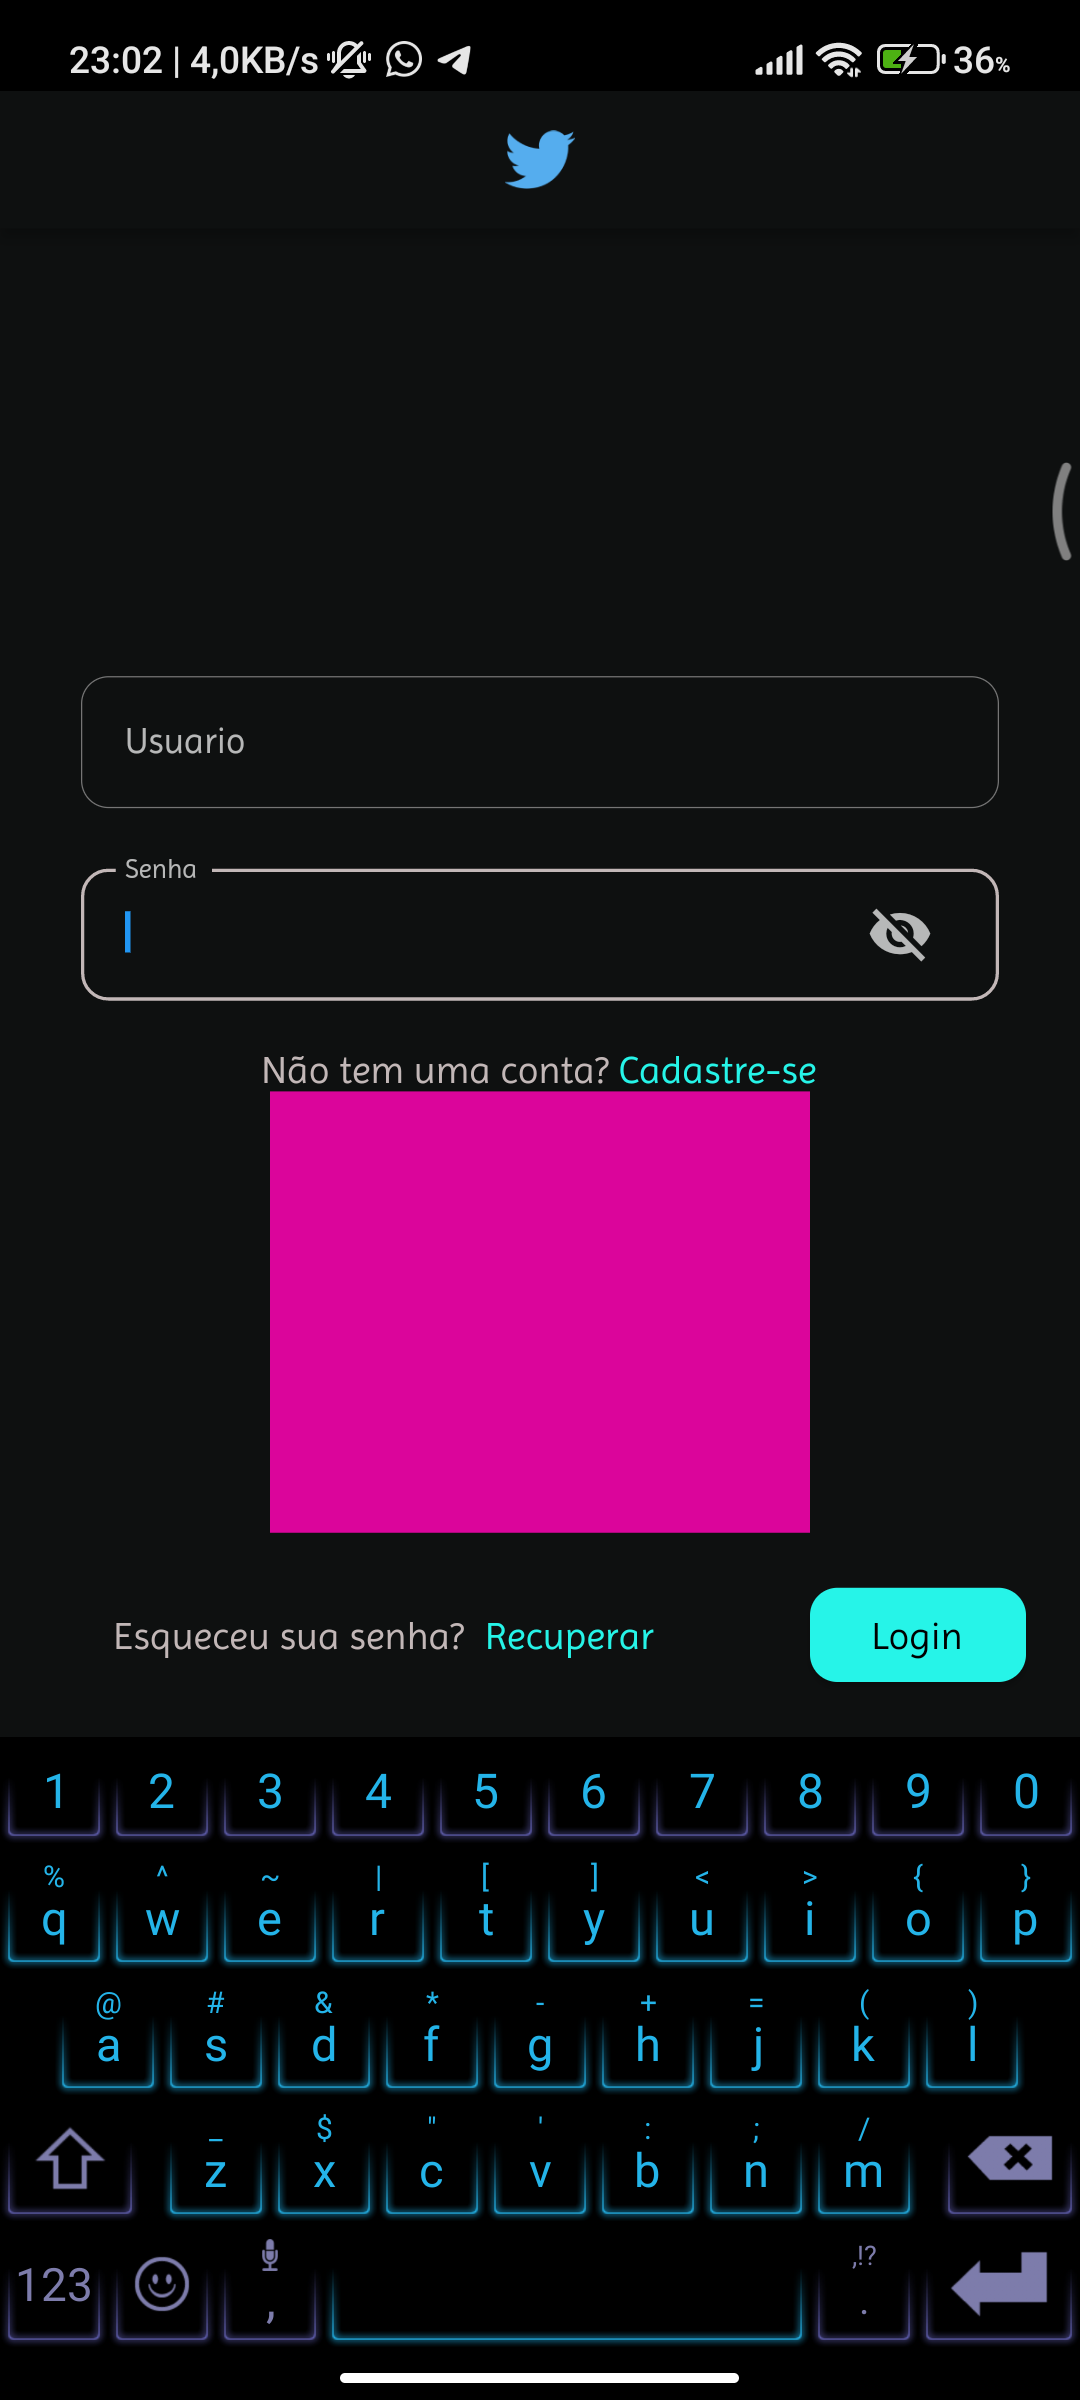 23:02 | 4,0KB/s 36%
Usuario
Senha
Não tem uma conta? Cadastre-se
Esqueceu sua senha? Recuperar Login
1 2 3 4 5 6 7 8 9 0
% ^ ~ | [ ] < > { }
q w e r t y u i o p
@ # & * - + = ( )
a s d f g h j k l
_ $ " ' : ; /
z x c v b n m
,!?
123 , .